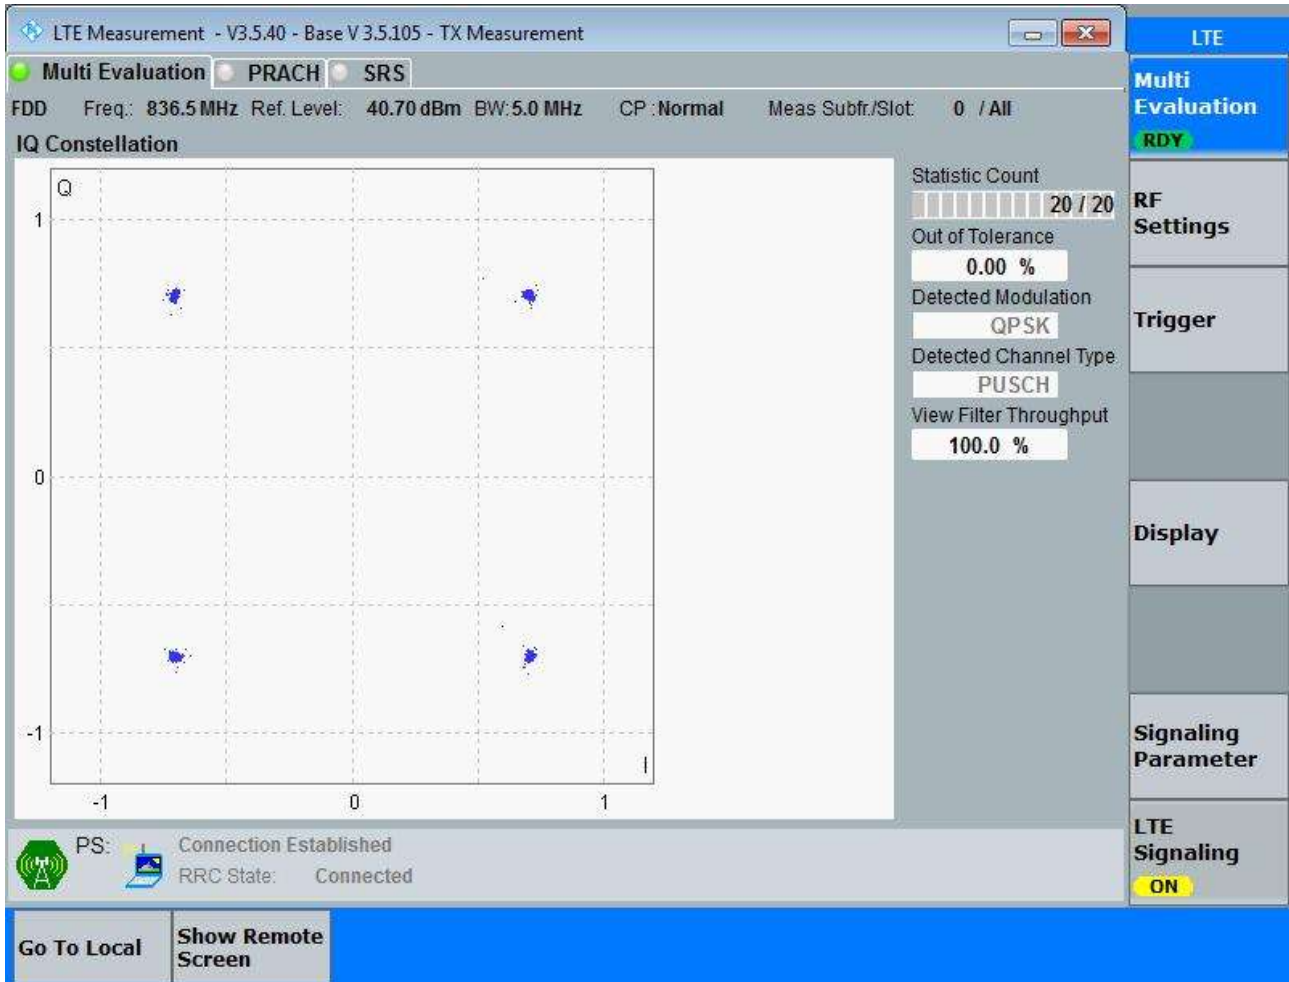 LTE Measurement - V3.5.40 - Base V 3.5.105 - TX Measurement
LTE
Multi Evaluation PRACH SRS
FDD Freq.: 836.5 MHz Ref. Level: 40.70 dBm BW: 5.0 MHz CP : Normal Meas Subfr./Slot: 0 / All
IQ Constellation
Q
1
0
-1
-1 0 1
I
Statistic Count
20 / 20
Out of Tolerance
0.00 %
Detected Modulation
QPSK
Detected Channel Type
PUSCH
View Filter Throughput
100.0 %
Multi
Evaluation
RDY
RF
Settings
Trigger
Display
Signaling
Parameter
LTE
Signaling
ON
PS: Connection Established
RRC State: Connected
Go To Local
Show Remote
Screen